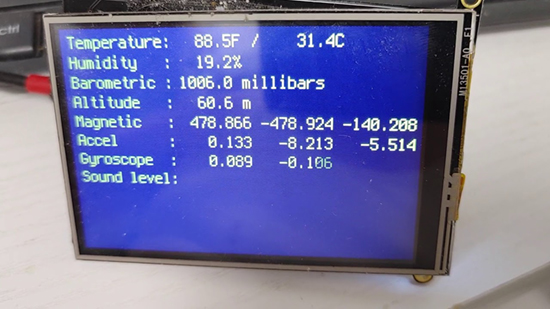 Temperature: 88.5F / 31.4C
Humidity : 19.2%
Barometric : 1006.0 millibars
Altitude : 60.6 m
Magnetic : 478.866 -478.924 -140.208
Accel : 0.133 -8.213 -5.514
Gyroscope : 0.089 -0.106
Sound level: